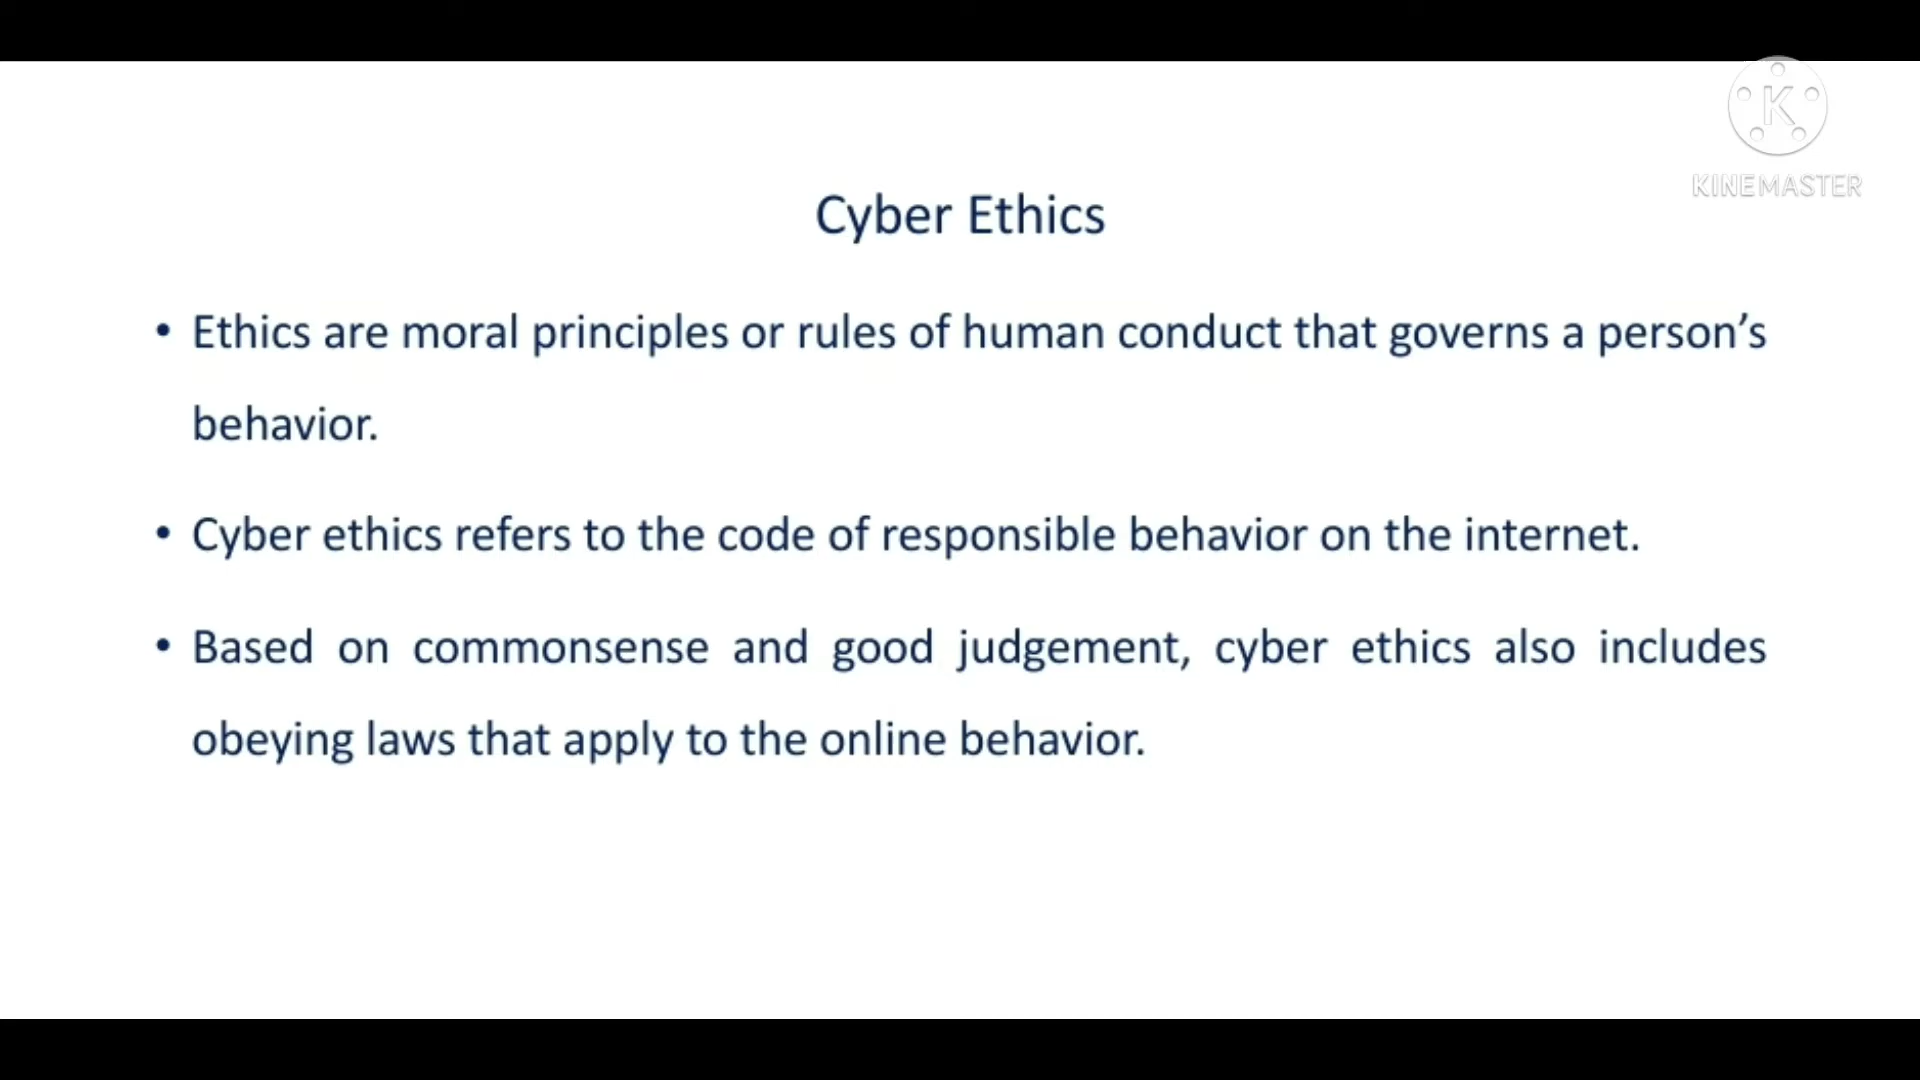 K
KINEMASTER
Cyber Ethics
• Ethics are moral principles or rules of human conduct that governs a person’s
behavior.
• Cyber ethics refers to the code of responsible behavior on the internet.
• Based on commonsense and good judgement, cyber ethics also includes
obeying laws that apply to the online behavior.